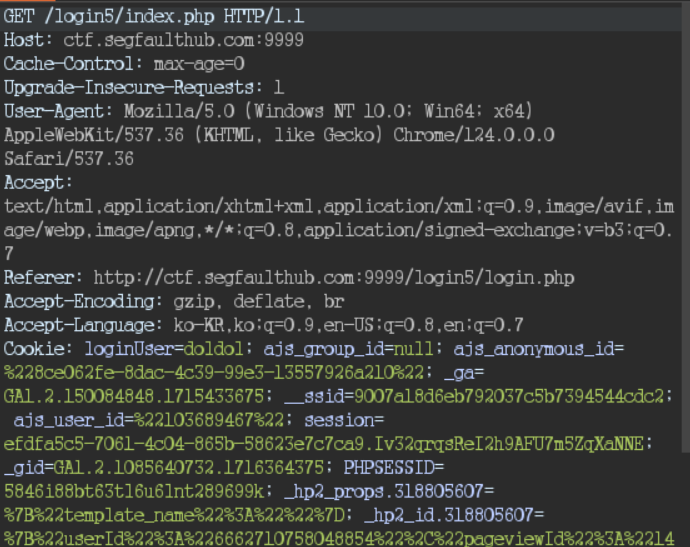 GET /login5/index.php HTTP/1.1
Host: ctf.segfaulthub.com:9999
Cache-Control: max-age=0
Upgrade-Insecure-Requests: 1
User-Agent: Mozilla/5.0 (Windows NT 10.0; Win64; x64)
AppleWebKit/537.36 (KHTML, like Gecko) Chrome/124.0.0.0
Safari/537.36
Accept:
text/html,application/xhtml+xml,application/xml;q=0.9,image/avif,im
age/webp,image/apng,*/*;q=0.8,application/signed-exchange;v=b3;q=0.
7
Referer: http://ctf.segfaulthub.com:9999/login5/login.php
Accept-Encoding: gzip, deflate, br
Accept-Language: ko-KR,ko;q=0.9,en-US;q=0.8,en;q=0.7
Cookie: loginUser=doldol; ajs_group_id=null; ajs_anonymous_id=
%228ce062fe-8dac-4c39-99e3-13557926a210%22; _ga=
GA1.2.150084848.1715433675; __ssid=9007a18d6eb792037c5b7394544cdc2;
ajs_user_id=%22103689467%22; session=
efdfa5c5-7061-4c04-865b-58623e7c7ca9.Iv32qrqsReI2h9AFU7m5ZqXaNNE;
_gid=GA1.2.1085640732.1716364375; PHPSESSID=
5846i88bt63t16u61nt289699k; _hp2_props.318805607=
%7B%22template_name%22%3A%22%22%7D; _hp2_id.318805607=
%7B%22userId%22%3A%226662710758048854%22%2C%22pageviewId%22%3A%2214